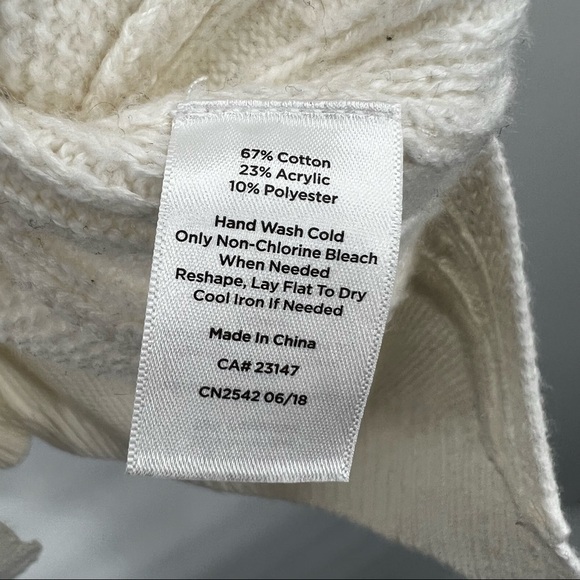 67% Cotton
23% Acrylic
10% Polyester
Hand Wash Cold
Only Non-Chlorine Bleach
When Needed
Reshape, Lay Flat To Dry
Cool Iron If Needed
Made In China
CA# 23147
CN2542 06/18